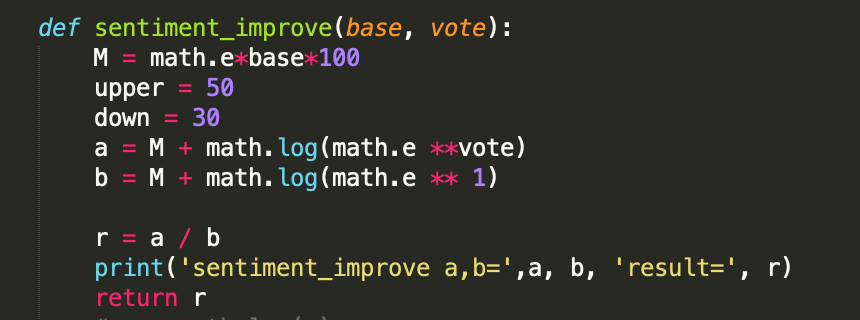 def sentiment_improve(base, vote):
    M = math.e*base*100
    upper = 50
    down = 30
    a = M + math.log(math.e **vote)
    b = M + math.log(math.e ** 1)

    r = a / b
    print('sentiment_improve a,b=',a, b, 'result=', r)
    return r